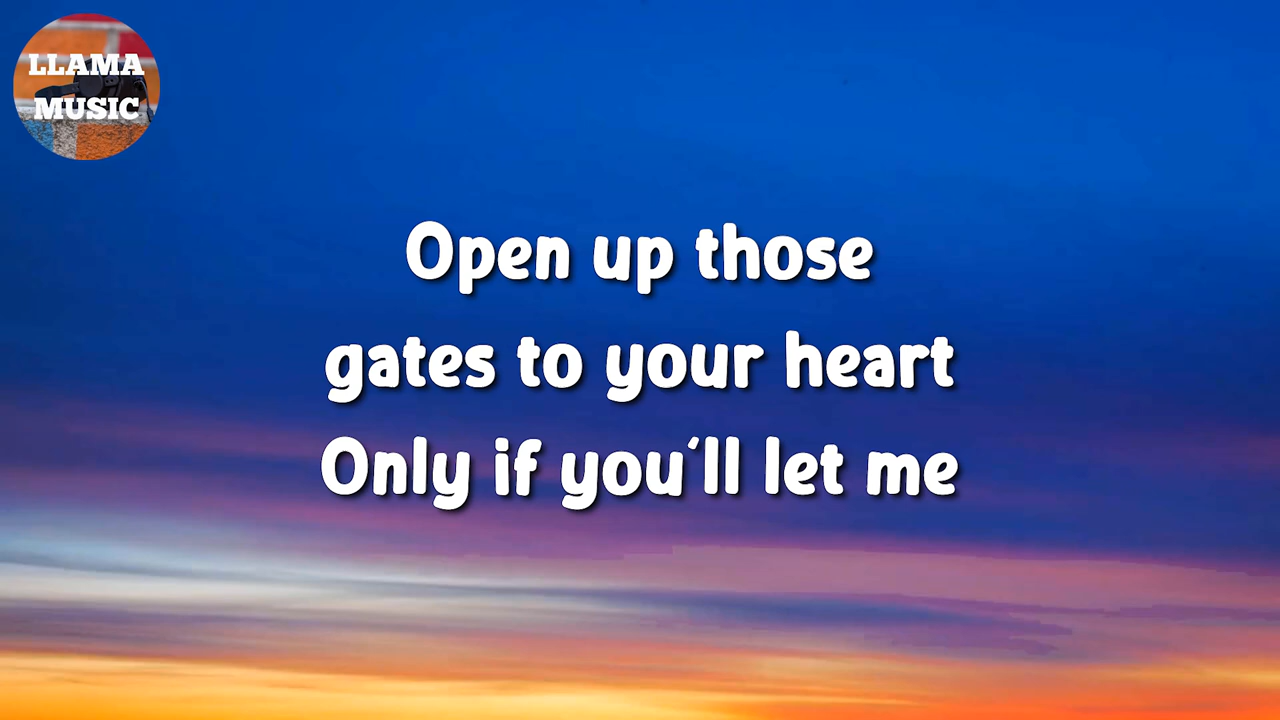 LLAMA
MUSIC
Open up those
gates to your heart
Only if you'll let me